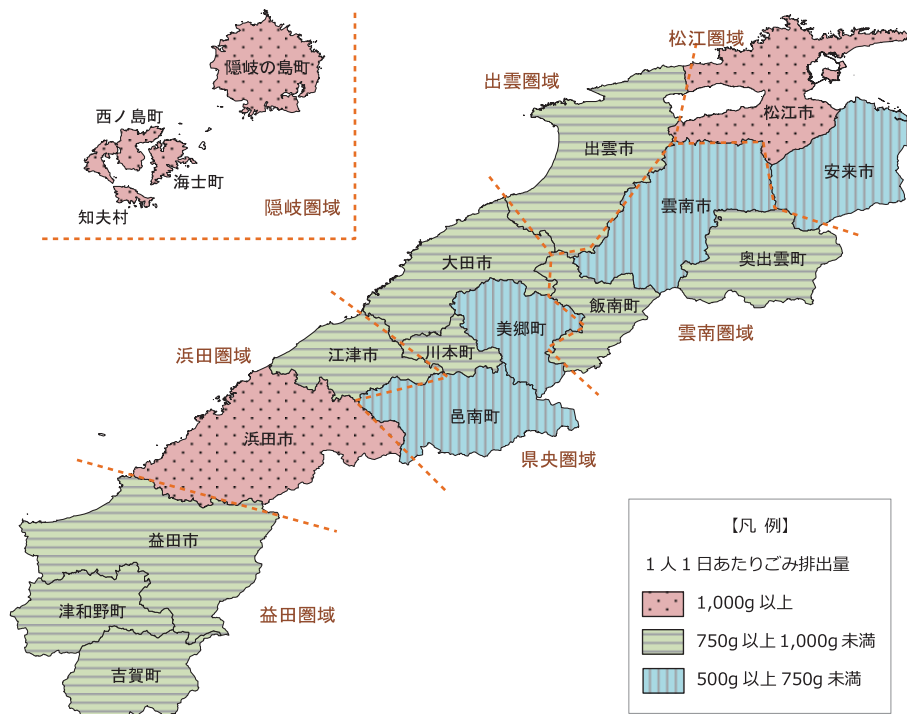 松江圏域
隠岐の島町
出雲圏域
西ノ島町
松江市
出雲市
安来市
海士町
雲南市
隠岐圏域
知夫村
大田市
奥出雲町
飯南町
美郷町
雲南圏域
浜田圏域
江津市
川本町
邑南町
浜田市
県央圏域
益田市
津和野町
益田圏域
吉賀町
【凡 例】
1人1日あたりごみ排出量
1,000g 以上
750g 以上 1,000g 未満
500g 以上 750g 未満